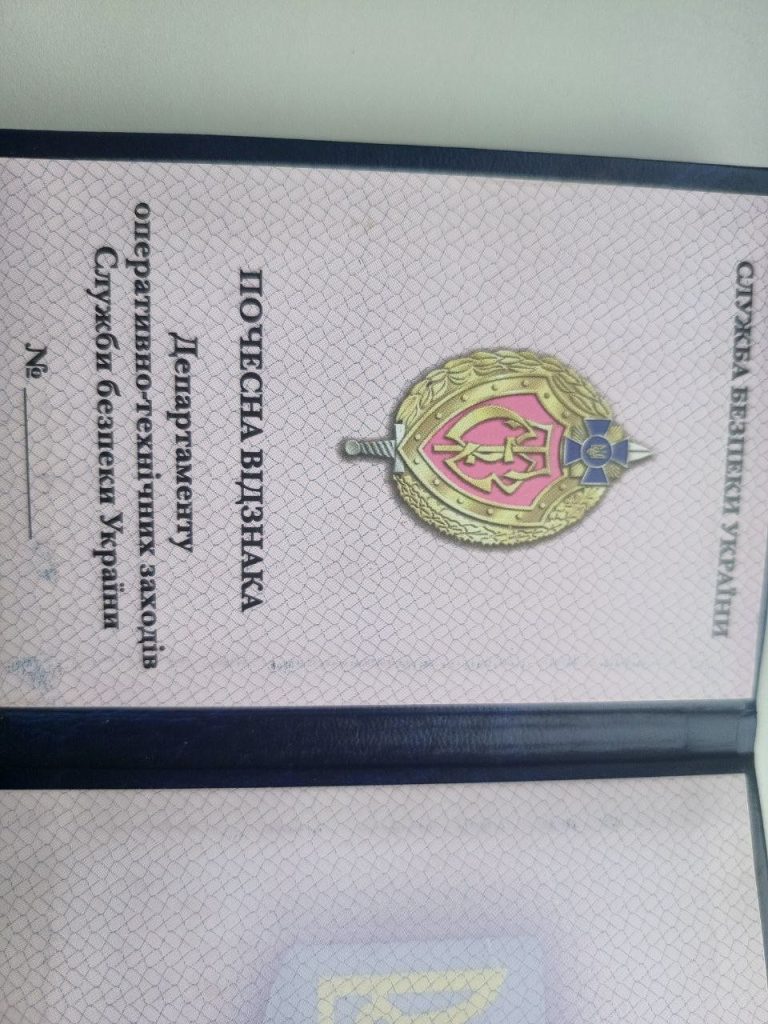 СЛУЖБА БЕЗПЕКИ УКРАЇНИ
ПОЧЕСНА ВІДЗНАКА
Департаменту
оперативно-технічних заходів
Служби безпеки України
№